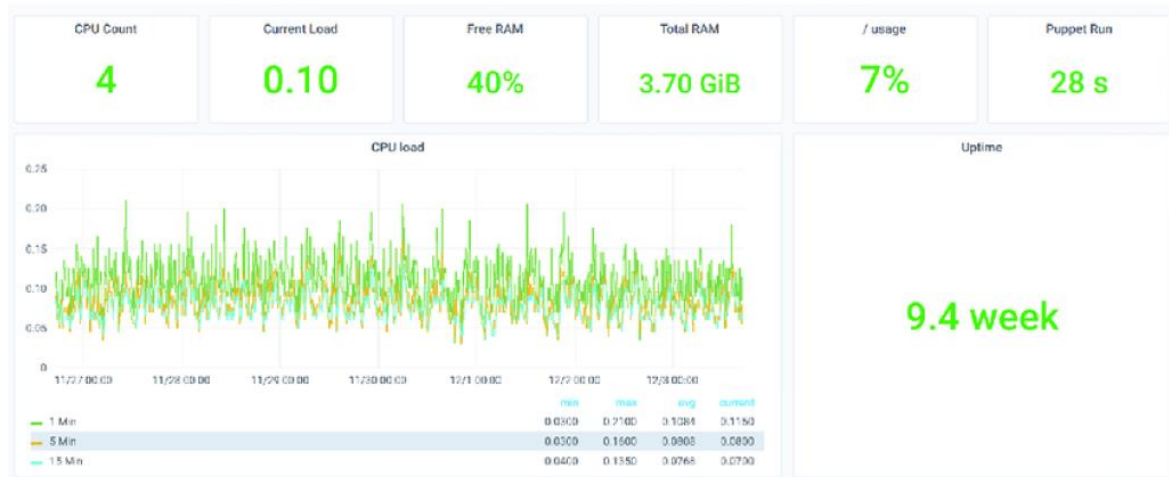 CPU Count
Current Load
Free RAM
Total RAM
/ usage
Puppet Run
4
0.10
40%
3.70 GiB
7%
28 s
CPU load
Uptime
0.25
0.20
0.15
0.10
0.05
0
11/27 00:00
11/28 00:00
11/29 00:00
11/30 00:00
12/1 00:00
12/2 00:00
12/3 00:00
9.4 week
min max avg current
1 Min 0.0300 0.2100 0.1084 0.1150
5 Min 0.0300 0.1600 0.0808 0.0800
15 Min 0.0400 0.1350 0.0768 0.0700